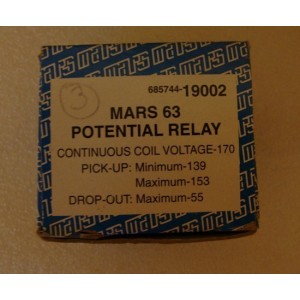 3
685744-19002
MARS 63
POTENTIAL RELAY
CONTINUOUS COIL VOLTAGE-170
PICK-UP: Minimum-139
Maximum-153
DROP-OUT: Maximum-55